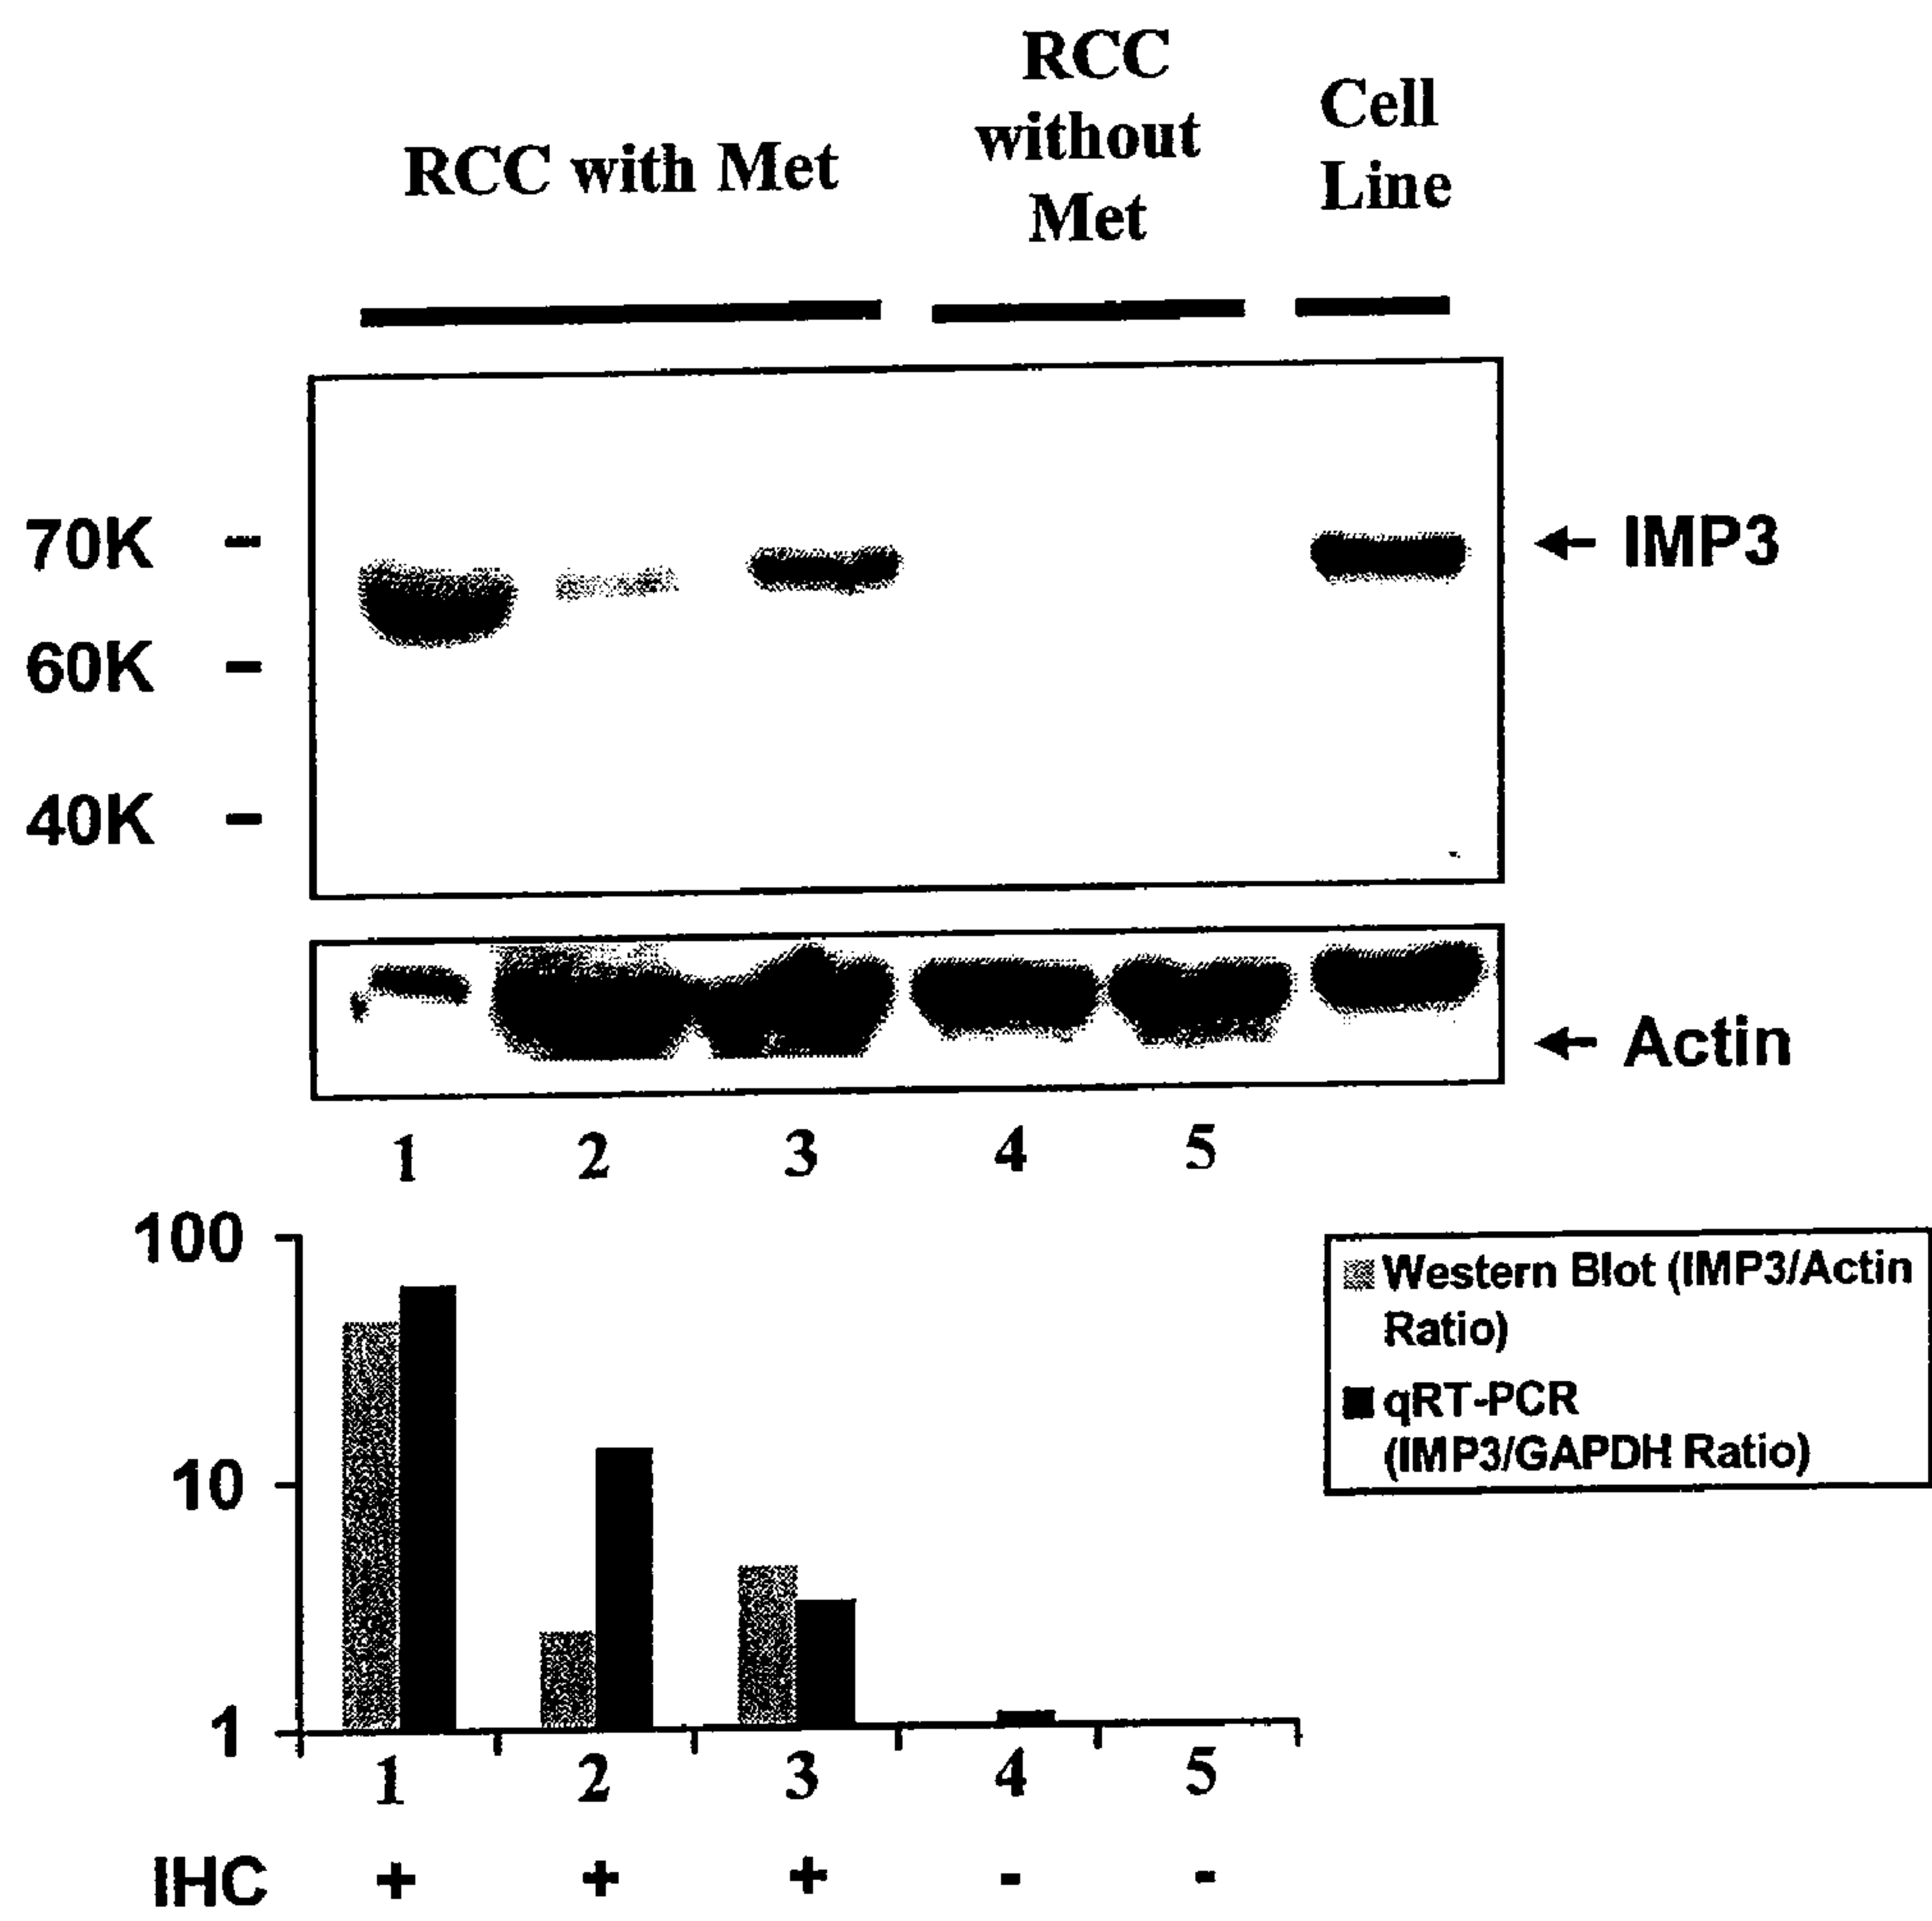 RCC with Met
RCC
without
Met
Cell
Line
70K -
60K -
40K -
IMP3
Actin
1 2 3 4 5
100
10
1
Western Blot (IMP3/Actin
Ratio)
qRT-PCR
(IMP3/GAPDH Ratio)
1 2 3 4 5
IHC + + + - -